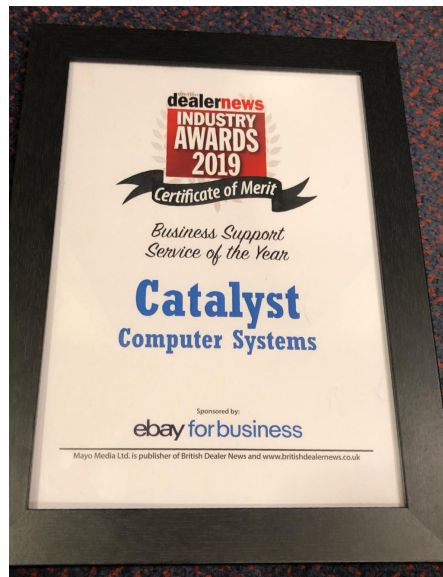 british
dealernews
INDUSTRY
AWARDS
2019
Certificate of Merit
Business Support
Service of the Year
Catalyst
Computer Systems
Sponsored by:
ebay for business
Mayo Media Ltd. is publisher of British Dealer News and www.britishdealernews.co.uk